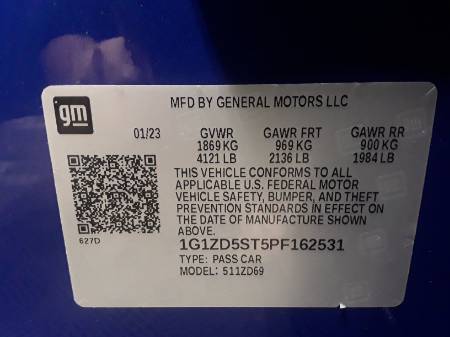 gm
MFD BY GENERAL MOTORS LLC
01/23 GVWR GAWR FRT GAWR RR
1869 KG 969 KG 900 KG
4121 LB 2136 LB 1984 LB
THIS VEHICLE CONFORMS TO ALL
APPLICABLE U.S. FEDERAL MOTOR
VEHICLE SAFETY, BUMPER, AND THEFT
PREVENTION STANDARDS IN EFFECT ON
THE DATE OF MANUFACTURE SHOWN
ABOVE.
627D
1G1ZD5ST5PF162531
TYPE: PASS CAR
MODEL: 511ZD69